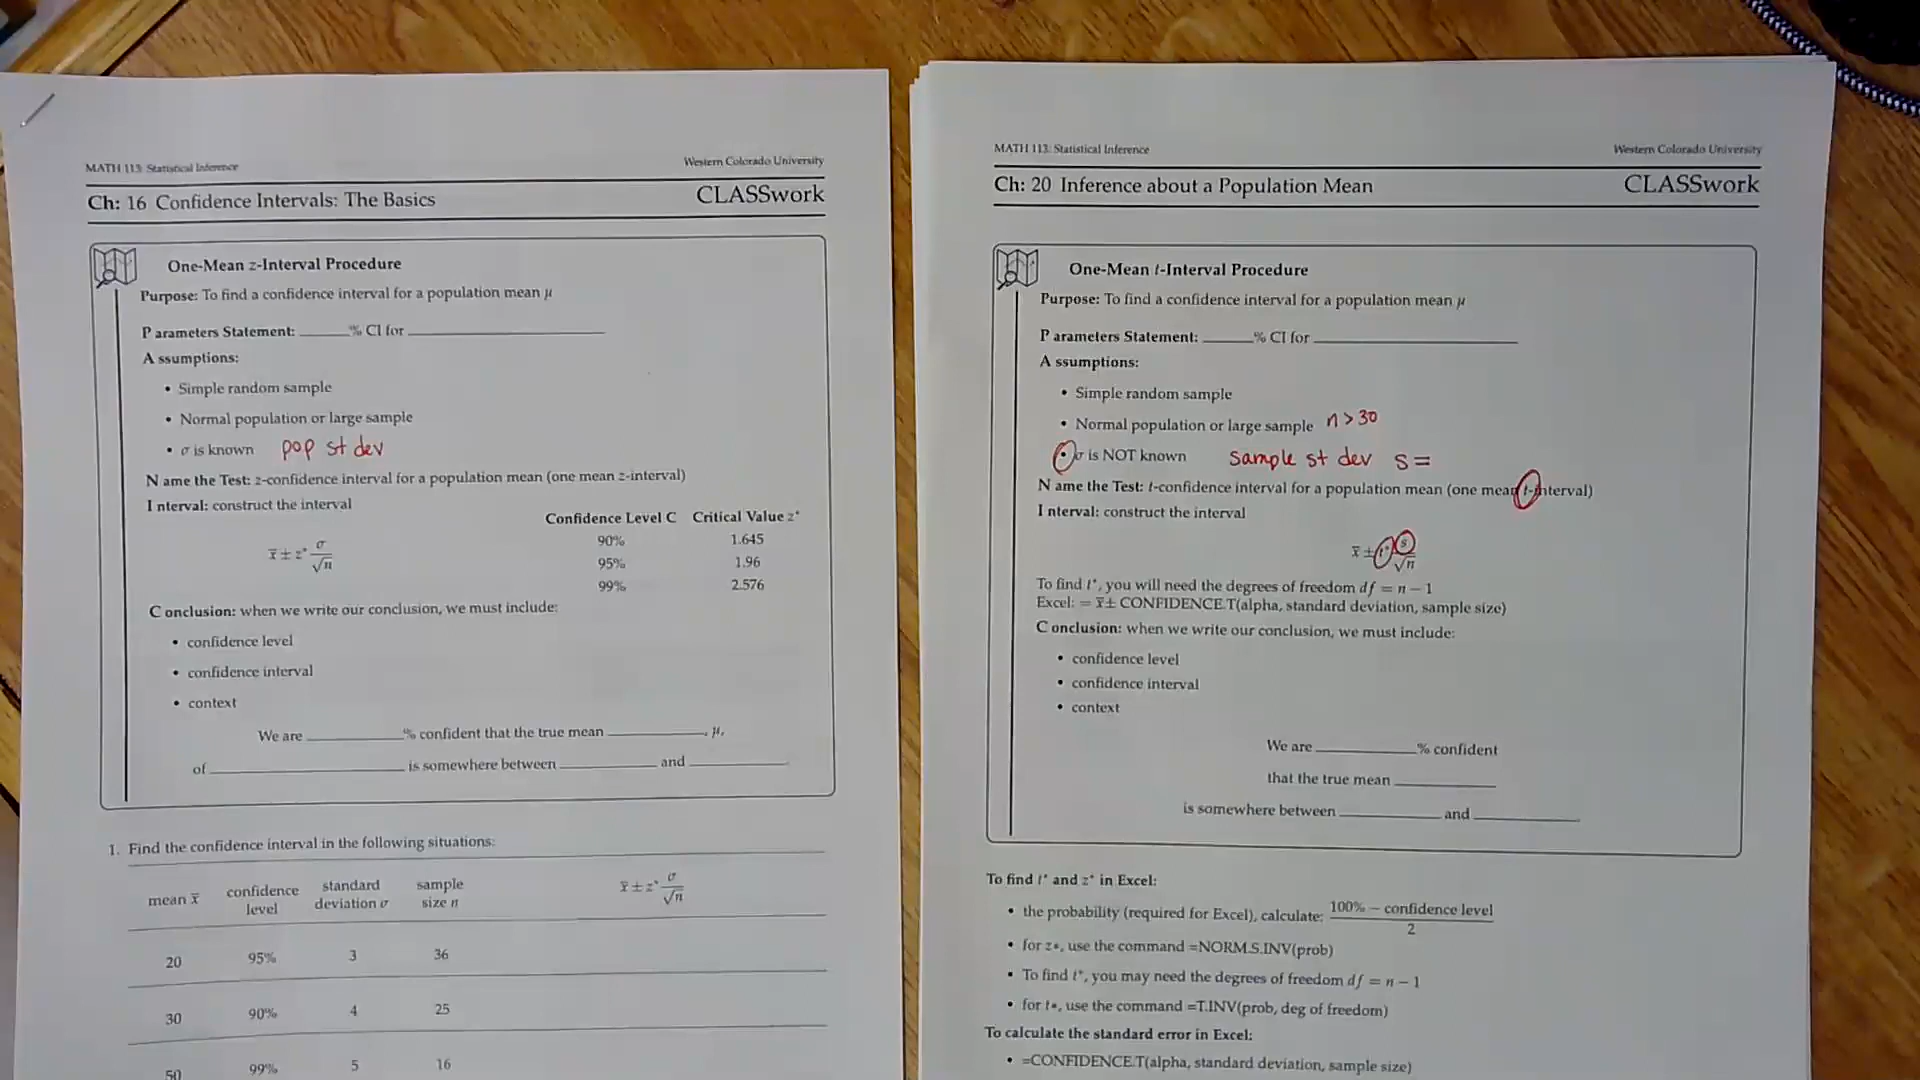 MATH 113: Statistical Inference
Western Colorado University
Ch: 16 Confidence Intervals: The Basics
CLASSwork
One-Mean z-Interval Procedure
Purpose: To find a confidence interval for a population mean μ
P arameters Statement: ______% CI for ______________________
A ssumptions:
• Simple random sample
• Normal population or large sample
• σ is known pop st dev
N ame the Test: z-confidence interval for a population mean (one mean z-interval)
I nterval: construct the interval
x̄ ± z* σ/√n
Confidence Level C Critical Value z*
90% 1.645
95% 1.96
99% 2.576
C onclusion: when we write our conclusion, we must include:
• confidence level
• confidence interval
• context
We are ___________% confident that the true mean ___________, μ,
of ______________________ is somewhere between ___________ and ___________.
1. Find the confidence interval in the following situations:
mean x̄ confidence level standard deviation σ sample size n x̄ ± z* σ/√n
20 95% 3 36
30 90% 4 25
50 99% 5 16
MATH 113: Statistical Inference
Western Colorado University
Ch: 20 Inference about a Population Mean
CLASSwork
One-Mean t-Interval Procedure
Purpose: To find a confidence interval for a population mean μ
P arameters Statement: ______% CI for ______________________
A ssumptions:
• Simple random sample
• Normal population or large sample n > 30
• σ is NOT known sample st dev s =
N ame the Test: t-confidence interval for a population mean (one mean t-interval)
I nterval: construct the interval
x̄ ± t* s/√n
To find t*, you will need the degrees of freedom df = n − 1
Excel: = x̄± CONFIDENCE.T(alpha, standard deviation, sample size)
C onclusion: when we write our conclusion, we must include:
• confidence level
• confidence interval
• context
We are ___________% confident
that the true mean ___________
is somewhere between ___________ and ___________.
To find t* and z* in Excel:
• the probability (required for Excel), calculate: (100% − confidence level)/2
• for z*, use the command =NORM.S.INV(prob)
• To find t*, you may need the degrees of freedom df = n − 1
• for t*, use the command =T.INV(prob, deg of freedom)
To calculate the standard error in Excel:
• =CONFIDENCE.T(alpha, standard deviation, sample size)